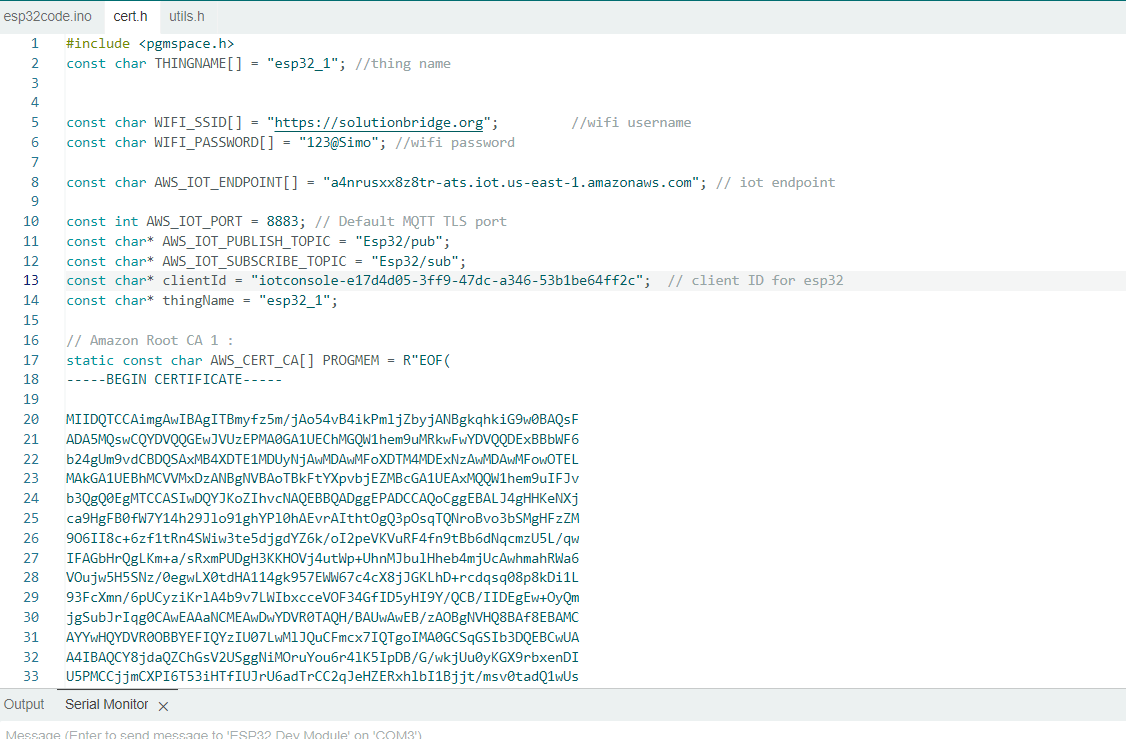 esp32code.ino cert.h utils.h
1 #include <pgmspace.h>
2 const char THINGNAME[] = "esp32_1"; //thing name
3
4
5 const char WIFI_SSID[] = "https://solutionbridge.org"; //wifi username
6 const char WIFI_PASSWORD[] = "123@Simo"; //wifi password
7
8 const char AWS_IOT_ENDPOINT[] = "a4nrusxx8z8tr-ats.iot.us-east-1.amazonaws.com"; // iot endpoint
9
10 const int AWS_IOT_PORT = 8883; // Default MQTT TLS port
11 const char* AWS_IOT_PUBLISH_TOPIC = "Esp32/pub";
12 const char* AWS_IOT_SUBSCRIBE_TOPIC = "Esp32/sub";
13 const char* clientId = "iotconsole-e17d4d05-3ff9-47dc-a346-53b1be64ff2c"; // client ID for esp32
14 const char* thingName = "esp32_1";
15
16 // Amazon Root CA 1 :
17 static const char AWS_CERT_CA[] PROGMEM = R"EOF(
18 -----BEGIN CERTIFICATE-----
19
20 MIIDQTCCAimgAwIBAgITBmyfz5m/jAo54vB4ikPmljZbyjANBgkqhkiG9w0BAQsF
21 ADA5MQswCQYDVQQGEwJVUzEPMA0GA1UEChMGQW1hem9uMRkwFwYDVQQDExBBbWF6
22 b24gUm9vdCBDQSAxMB4XDTE1MDUyNjAwMDAwMFoXDTM4MDExNzAwMDAwMFowOTEL
23 MAkGA1UEBhMCVVMxDzANBgNVBAoTBkFtYXpvbjEZMBcGA1UEAxMQQW1hem9uIFJv
24 b3QgQ0EgMTCCASIwDQYJKoZIhvcNAQEBBQADggEPADCCAQoCggEBALJ4gHHKeNXj
25 ca9HgFB0fW7Y14h29Jlo91ghYPl0hAEvrAIthtOgQ3pOsqTQNroBvo3bSMgHFzZM
26 9O6II8c+6zf1tRn4SWiw3te5djgdYZ6k/oI2peVKVuRF4fn9tBb6dNqcmzU5L/qw
27 IFAGbHrQgLKm+a/sRxmPUDgH3KKHOVj4utWp+UhnMJbulHheb4mjUcAwhmahRWa6
28 VOujw5H5SNz/0egwLX0tdHA114gk957EWW67c4cX8jJGKLhD+rcdqsq08p8kDi1L
29 93FcXmn/6pUCyziKrlA4b9v7LWIbxcceVOF34GfID5yHI9Y/QCB/IIDEgEw+OyQm
30 jgSubJrIqg0CAwEAAaNCMEAwDwYDVR0TAQH/BAUwAwEB/zAOBgNVHQ8BAf8EBAMC
31 AYYwHQYDVR0OBBYEFIQYzIU07LwMlJQuCFmcx7IQTgoIMA0GCSqGSIb3DQEBCwUA
32 A4IBAQCY8jdaQZChGsV2USggNiMOruYou6r4lK5IpDB/G/wkjUu0yKGX9rbxenDI
33 U5PMCCjjmCXPI6T53iHTfIUJrU6adTrCC2qJeHZERxhlbI1Bjjt/msv0tadQ1wUs
Output Serial Monitor
Message (Enter to send message to 'ESP32 Dev Module' on 'COM3')